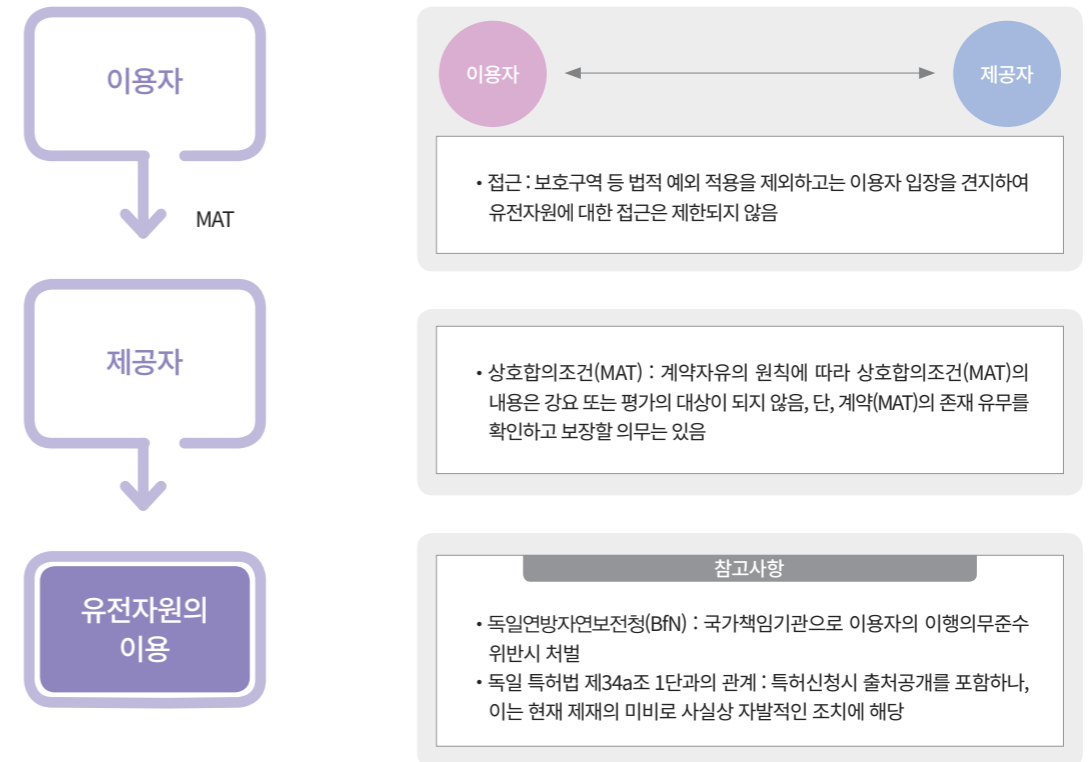 이용자
MAT
제공자
유전자원의
이용
이용자
제공자
• 접근 : 보호구역 등 법적 예외 적용을 제외하고는 이용자 입장을 견지하여
유전자원에 대한 접근은 제한되지 않음
• 상호합의조건(MAT) : 계약자유의 원칙에 따라 상호합의조건(MAT)의
내용은 강요 또는 평가의 대상이 되지 않음, 단, 계약(MAT)의 존재 유무를
확인하고 보장할 의무는 있음
참고사항
• 독일연방자연보전청(BfN) : 국가책임기관으로 이용자의 이행의무준수
위반시 처벌
• 독일 특허법 제34a조 1단과의 관계 : 특허신청시 출처공개를 포함하나,
이는 현재 제재의 미비로 사실상 자발적인 조치에 해당